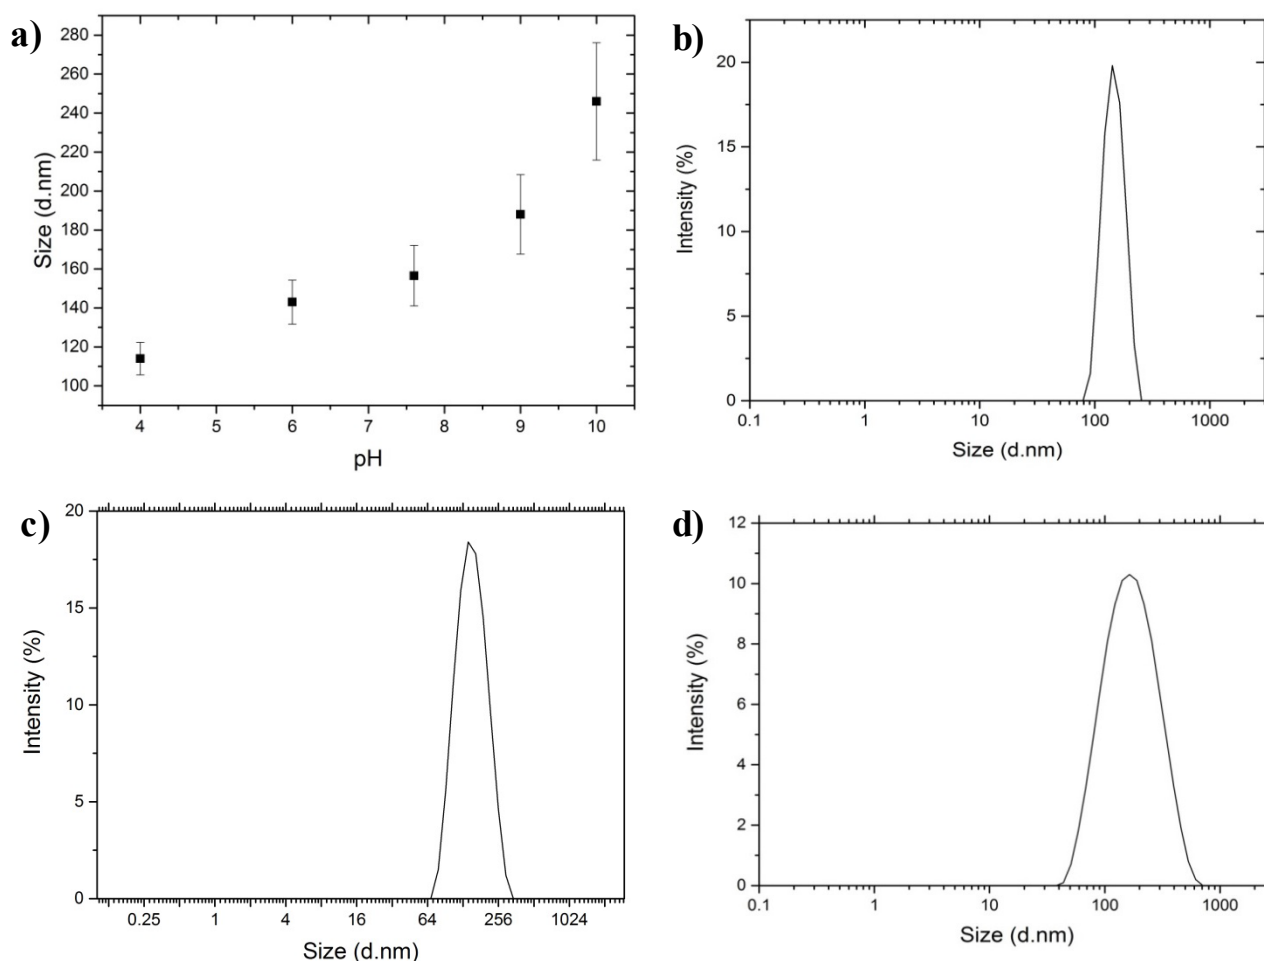 a)
280
260
240
220
200
180
160
140
120
100
Size (d.nm)
4 5 6 7 8 9 10
pH
b)
20
15
10
5
0
Intensity (%)
0.1 1 10 100 1000
Size (d.nm)
c)
20
15
10
5
0
Intensity (%)
0.25 1 4 16 64 256 1024
Size (d.nm)
d)
12
10
8
6
4
2
0
Intensity (%)
0.1 1 10 100 1000
Size (d.nm)